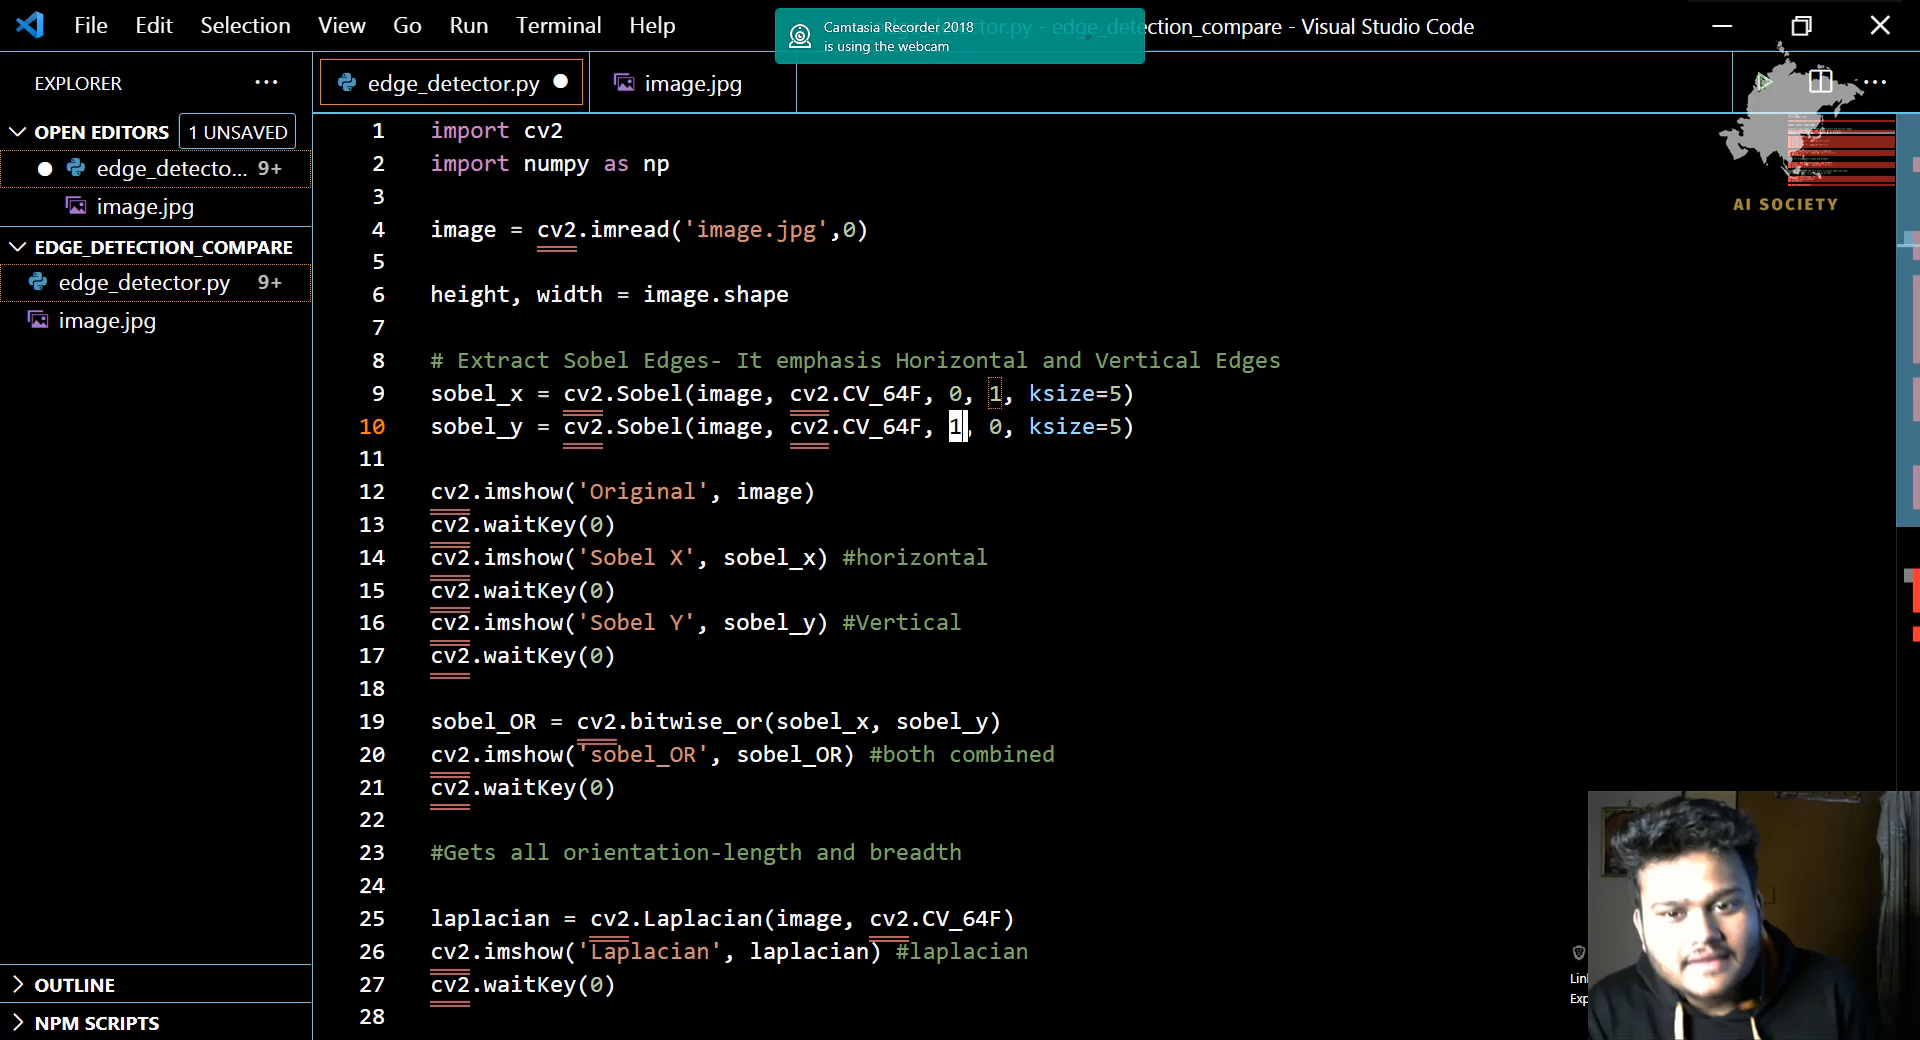 File Edit Selection View Go Run Terminal Help
edge_detector.py - edge_detection_compare - Visual Studio Code
Camtasia Recorder 2018
is using the webcam
EXPLORER
OPEN EDITORS 1 UNSAVED
edge_detecto... 9+
image.jpg
EDGE_DETECTION_COMPARE
edge_detector.py 9+
image.jpg
OUTLINE
NPM SCRIPTS
edge_detector.py
image.jpg
AI SOCIETY
1 import cv2
2 import numpy as np
3
4 image = cv2.imread('image.jpg',0)
5
6 height, width = image.shape
7
8 # Extract Sobel Edges- It emphasis Horizontal and Vertical Edges
9 sobel_x = cv2.Sobel(image, cv2.CV_64F, 0, 1, ksize=5)
10 sobel_y = cv2.Sobel(image, cv2.CV_64F, 1, 0, ksize=5)
11
12 cv2.imshow('Original', image)
13 cv2.waitKey(0)
14 cv2.imshow('Sobel X', sobel_x) #horizontal
15 cv2.waitKey(0)
16 cv2.imshow('Sobel Y', sobel_y) #Vertical
17 cv2.waitKey(0)
18
19 sobel_OR = cv2.bitwise_or(sobel_x, sobel_y)
20 cv2.imshow('sobel_OR', sobel_OR) #both combined
21 cv2.waitKey(0)
22
23 #Gets all orientation-length and breadth
24
25 laplacian = cv2.Laplacian(image, cv2.CV_64F)
26 cv2.imshow('Laplacian', laplacian) #laplacian
27 cv2.waitKey(0)
28